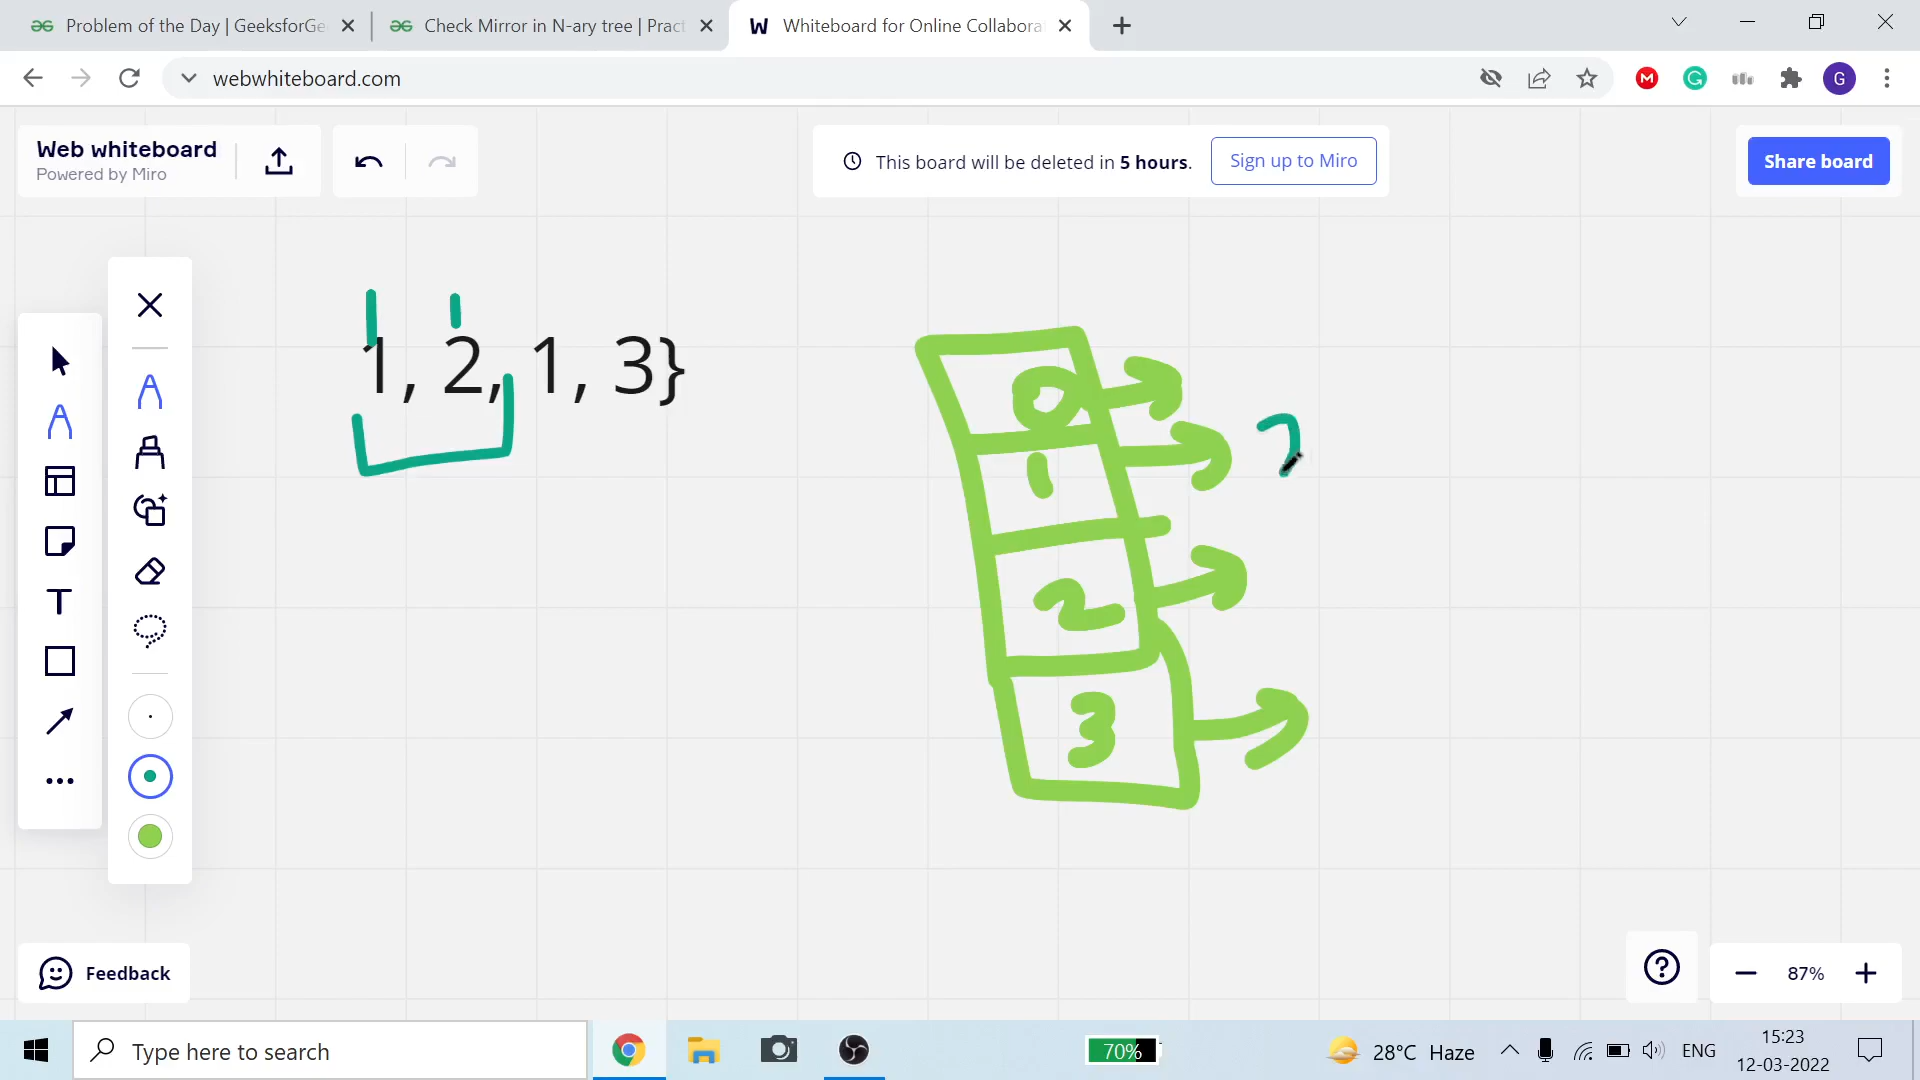 Problem of the Day | GeeksforGe
Check Mirror in N-ary tree | Pract
W Whiteboard for Online Collabora
webwhiteboard.com
M
G
Web whiteboard
Powered by Miro
This board will be deleted in 5 hours.
Sign up to Miro
Share board
1, 2, 1, 3}
0
1
2
3
T
Feedback
87%
Type here to search
70%
28°C Haze
ENG
15:23
12-03-2022